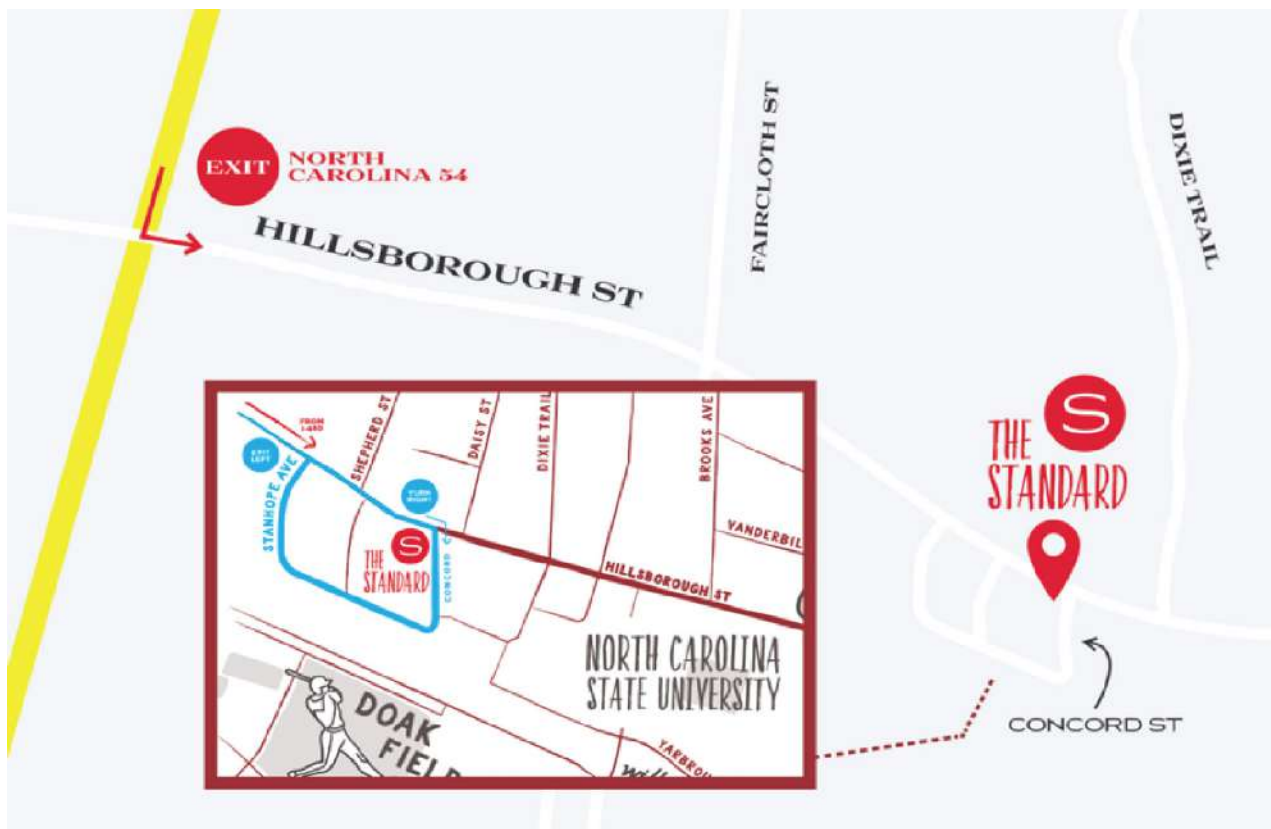 EXIT
NORTH
CAROLINA 54
HILLSBOROUGH ST
FAIRCLOTH ST
DIXIE TRAIL
S
THE
STANDARD
CONCORD ST
FROM
I-440
EXIT
LEFT
STANHOPE AVE
SHEPHERD ST
DAISY ST
DIXIE TRAIL
BROOKS AVE
TURN
RIGHT
S
THE
STANDARD
CONCORD
VANDERBIL
HILLSBOROUGH ST
NORTH CAROLINA
STATE UNIVERSITY
DOAK
FIEL
YARBROU